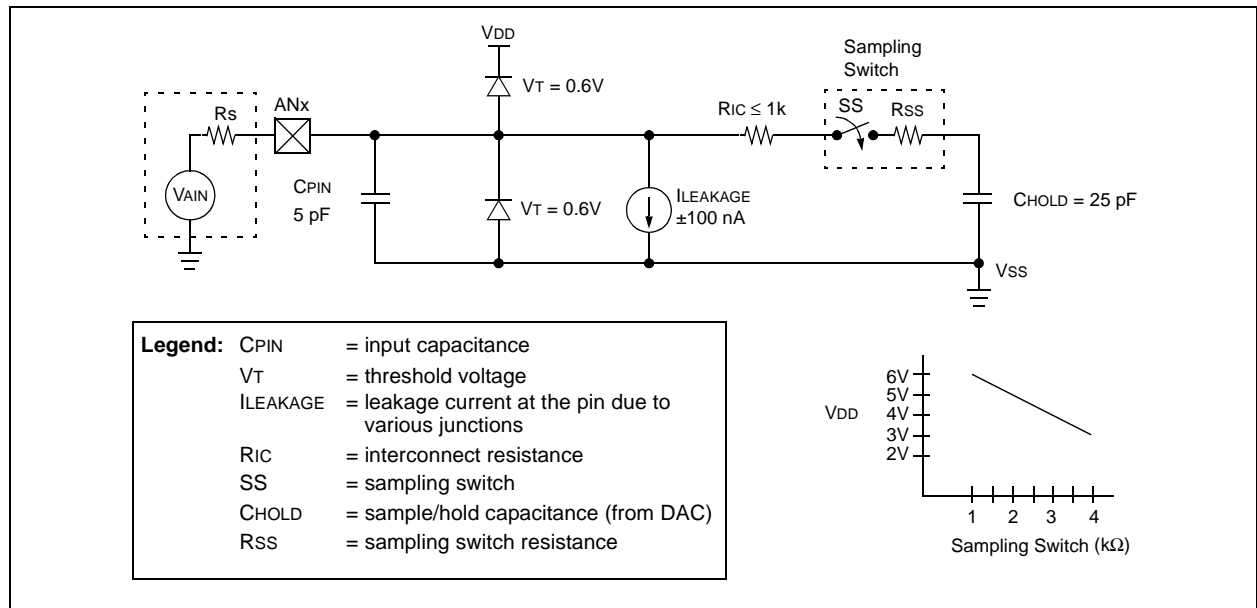 VDD
VT = 0.6V
Sampling
Switch
Rs
ANx
RIC ≤ 1k
SS
RSS
VAIN
CPIN
5 pF
VT = 0.6V
ILEAKAGE
±100 nA
CHOLD = 25 pF
VSS
Legend: CPIN = input capacitance
VT = threshold voltage
ILEAKAGE = leakage current at the pin due to
various junctions
RIC = interconnect resistance
SS = sampling switch
CHOLD = sample/hold capacitance (from DAC)
RSS = sampling switch resistance
VDD
6V
5V
4V
3V
2V
1 2 3 4
Sampling Switch (kΩ)